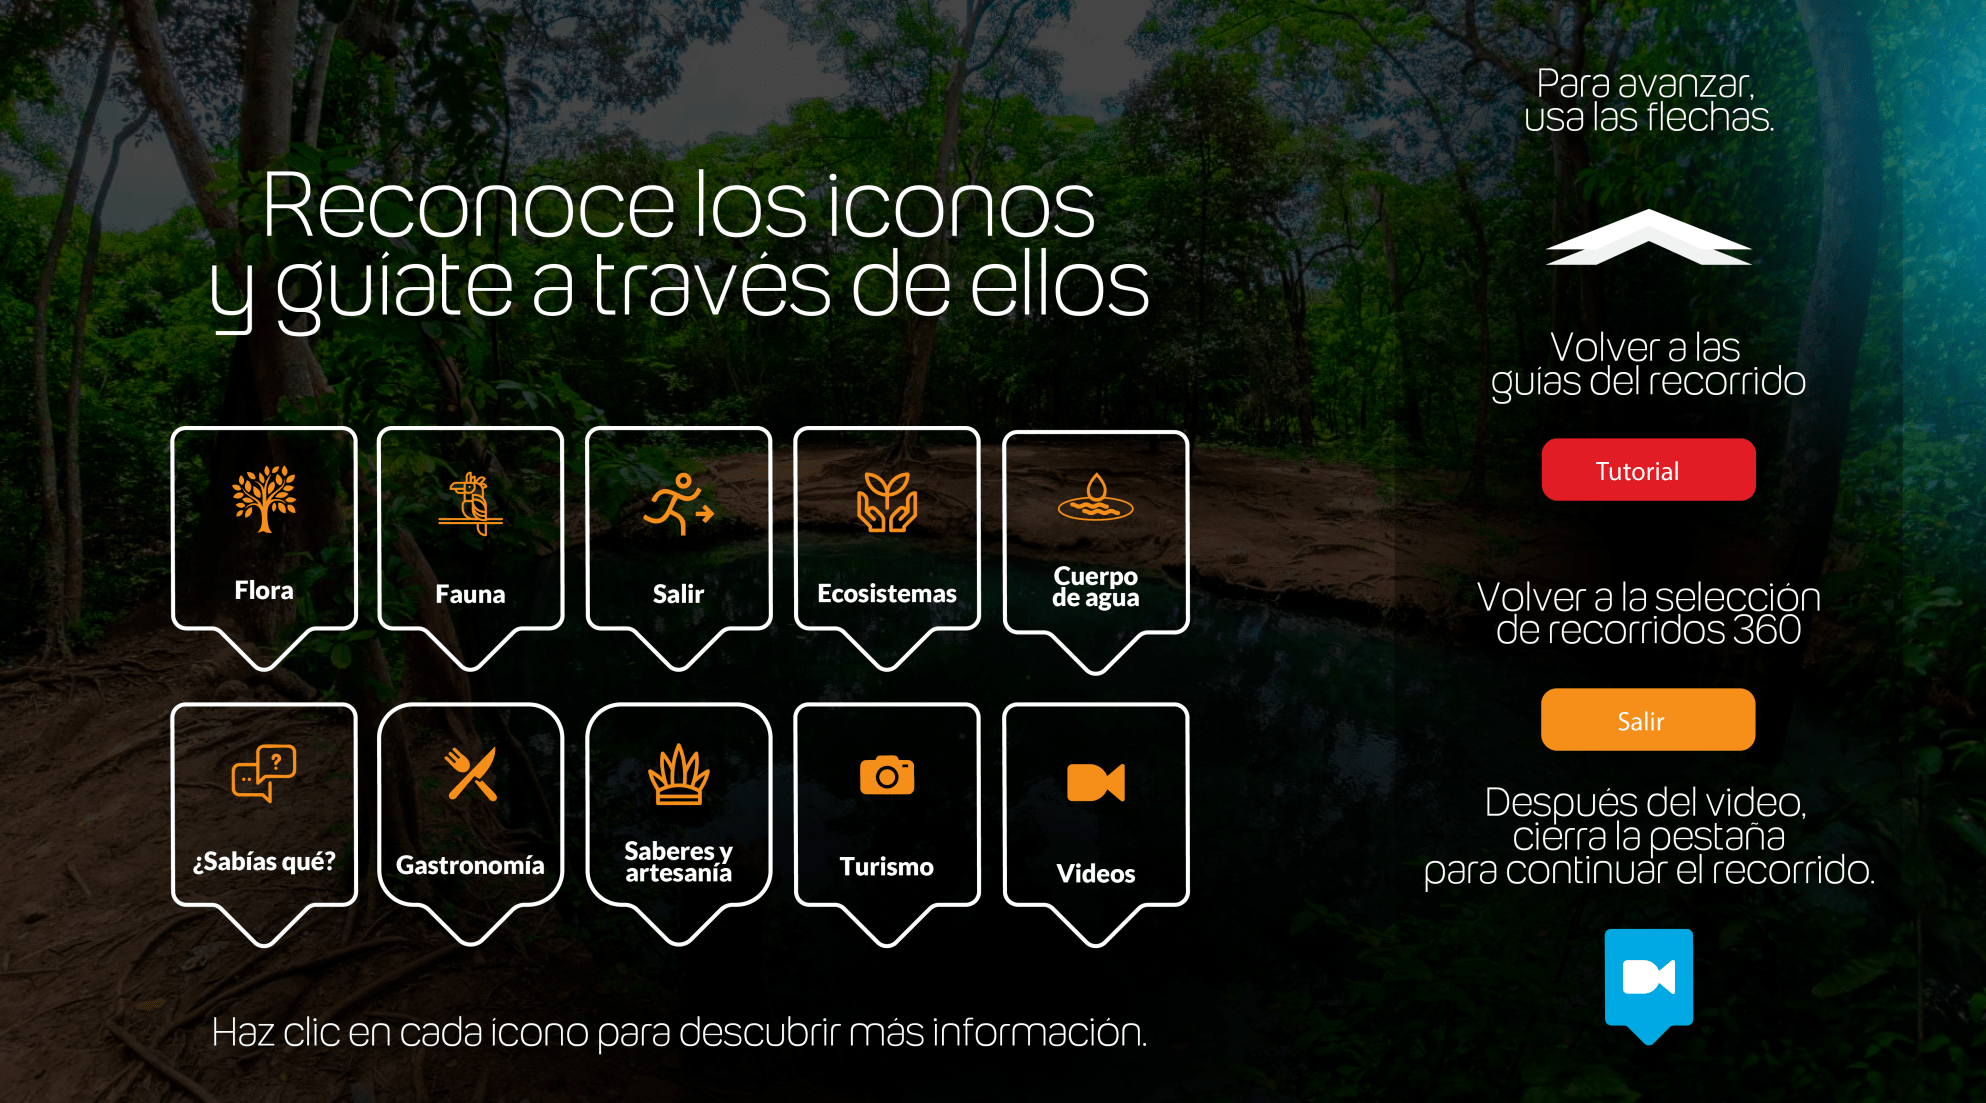 Reconoce los iconos
y guíate a través de ellos
Flora
Fauna
Salir
Ecosistemas
Cuerpo
de agua
¿Sabías qué?
Gastronomía
Saberes y
artesanía
Turismo
Videos
Haz clic en cada ícono para descubrir más información.
Para avanzar,
usa las flechas.
Volver a las
guías del recorrido
Tutorial
Volver a la selección
de recorridos 360
Salir
Después del video,
cierra la pestaña
para continuar el recorrido.